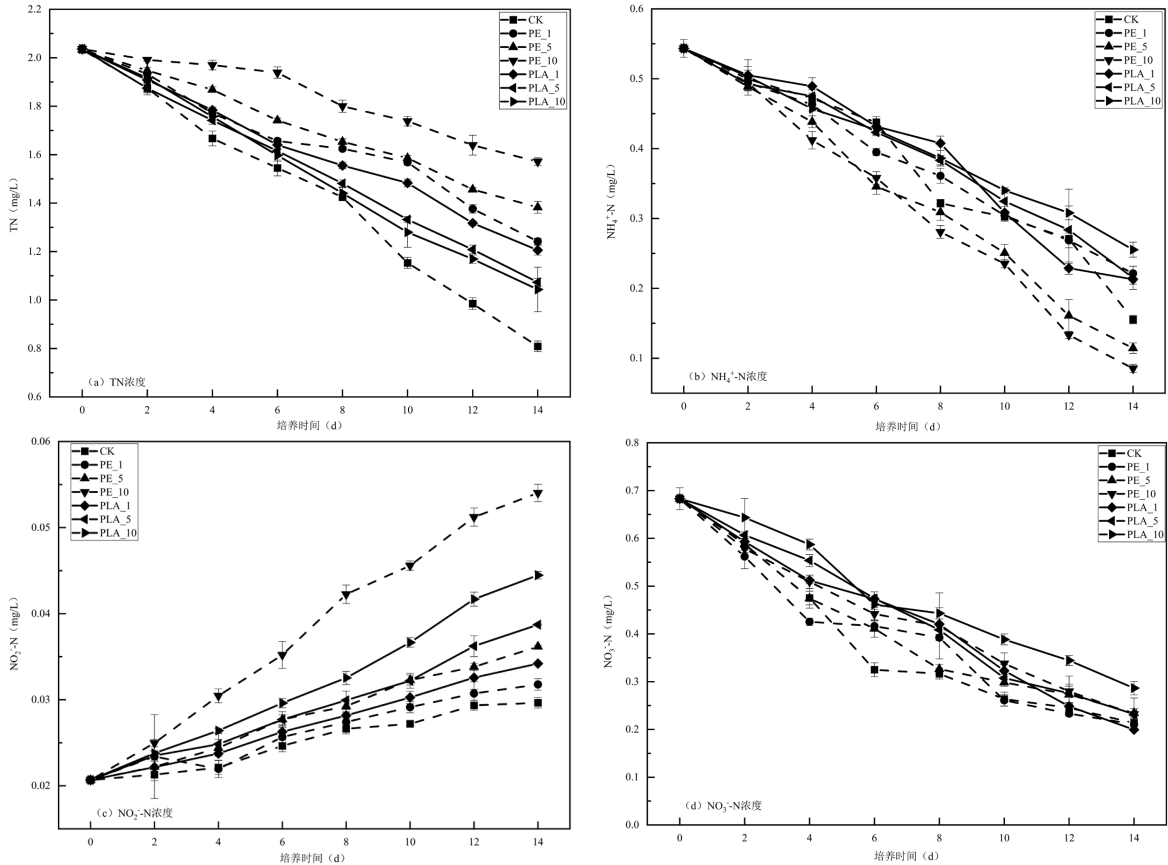 2.2
2.0
1.8
1.6
1.4
1.2
1.0
0.8
0.6
TN（mg/L）
CK
PE_1
PE_5
PE_10
PLA_1
PLA_5
PLA_10
（a）TN浓度
0 2 4 6 8 10 12 14
培养时间（d）
0.6
0.5
0.4
0.3
0.2
0.1
NH₄⁺-N（mg/L）
CK
PE_1
PE_5
PE_10
PLA_1
PLA_5
PLA_10
（b）NH₄⁺-N浓度
0 2 4 6 8 10 12 14
培养时间（d）
0.06
0.05
0.04
0.03
0.02
NO₂⁻-N（mg/L）
CK
PE_1
PE_5
PE_10
PLA_1
PLA_5
PLA_10
（c）NO₂⁻-N浓度
0 2 4 6 8 10 12 14
培养时间（d）
0.8
0.7
0.6
0.5
0.4
0.3
0.2
0.1
0.0
NO₃⁻-N（mg/L）
CK
PE_1
PE_5
PE_10
PLA_1
PLA_5
PLA_10
（d）NO₃⁻-N浓度
0 2 4 6 8 10 12 14
培养时间（d）